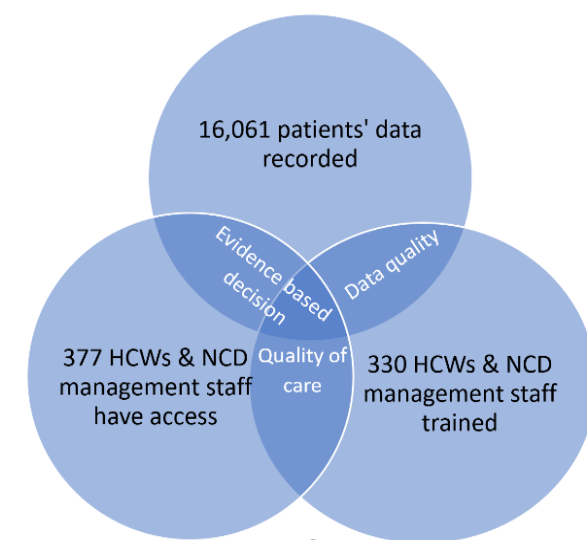 16,061 patients' data
recorded
Evidence based
decision
Data quality
Quality of
care
377 HCWs & NCD
management staff
have access
330 HCWs & NCD
management staff
trained